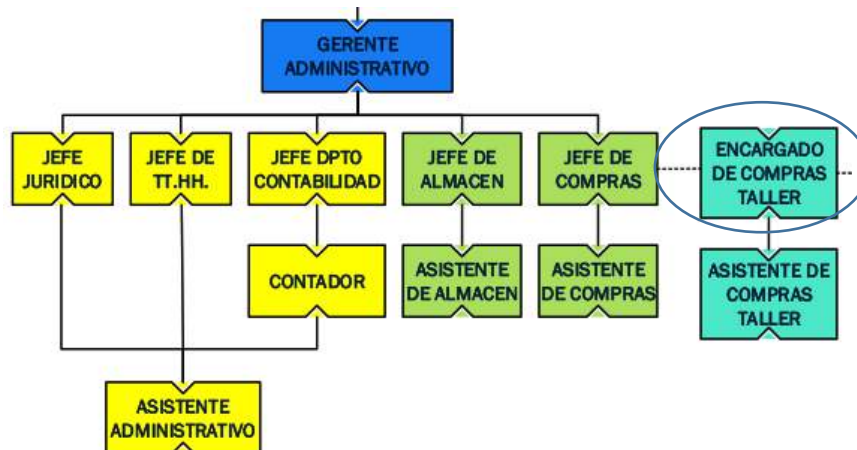 GERENTE
ADMINISTRATIVO
JEFE
JURIDICO
JEFE DE
TT.HH.
JEFE DPTO
CONTABILIDAD
JEFE DE
ALMACEN
JEFE DE
COMPRAS
ENCARGADO
DE COMPRAS
TALLER
CONTADOR
ASISTENTE
DE ALMACEN
ASISTENTE
DE COMPRAS
ASISTENTE DE
COMPRAS
TALLER
ASISTENTE
ADMINISTRATIVO